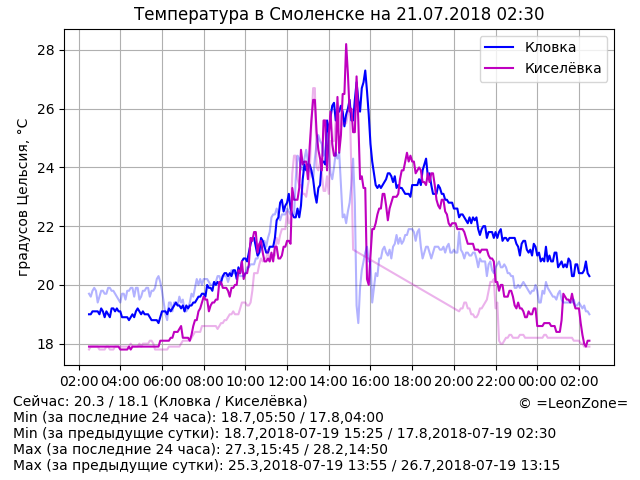 Температура в Смоленске на 21.07.2018 02:30
градусов Цельсия, °C
28
26
24
22
20
18
Кловка
Киселёвка
02:00 04:00 06:00 08:00 10:00 12:00 14:00 16:00 18:00 20:00 22:00 00:00 02:00
Сейчас: 20.3 / 18.1 (Кловка / Киселёвка)
© =LeonZone=
Min (за последние 24 часа): 18.7,05:50 / 17.8,04:00
Min (за предыдущие сутки): 18.7,2018-07-19 15:25 / 17.8,2018-07-19 02:30
Max (за последние 24 часа): 27.3,15:45 / 28.2,14:50
Max (за предыдущие сутки): 25.3,2018-07-19 13:55 / 26.7,2018-07-19 13:15